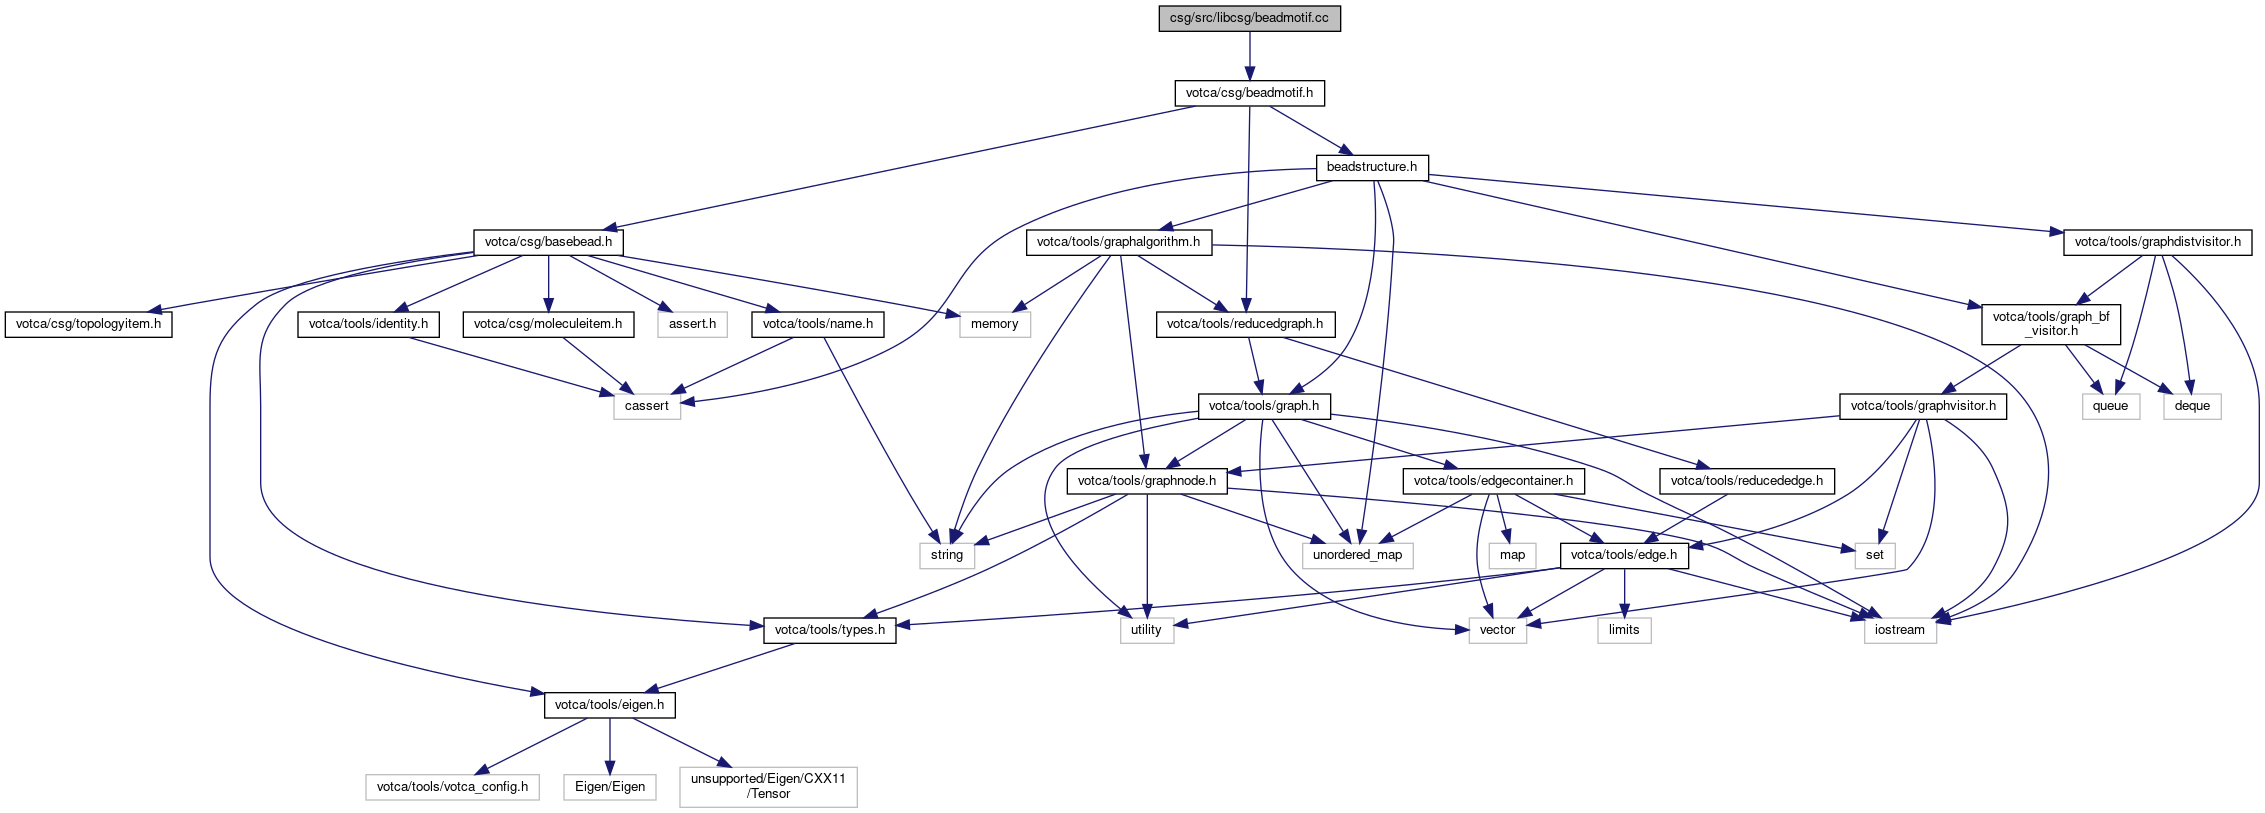 csg/src/libcsg/beadmotif.cc
votca/csg/beadmotif.h
beadstructure.h
votca/csg/basebead.h
votca/tools/graphalgorithm.h
votca/tools/graphdistvisitor.h
votca/csg/topologyitem.h
votca/tools/identity.h
votca/csg/moleculeitem.h
assert.h
votca/tools/name.h
memory
votca/tools/reducedgraph.h
votca/tools/graph_bf
_visitor.h
cassert
votca/tools/graph.h
votca/tools/graphvisitor.h
queue
deque
votca/tools/graphnode.h
votca/tools/edgecontainer.h
votca/tools/reducededge.h
string
unordered_map
map
votca/tools/edge.h
set
votca/tools/types.h
utility
vector
limits
iostream
votca/tools/eigen.h
votca/tools/votca_config.h
Eigen/Eigen
unsupported/Eigen/CXX11
/Tensor